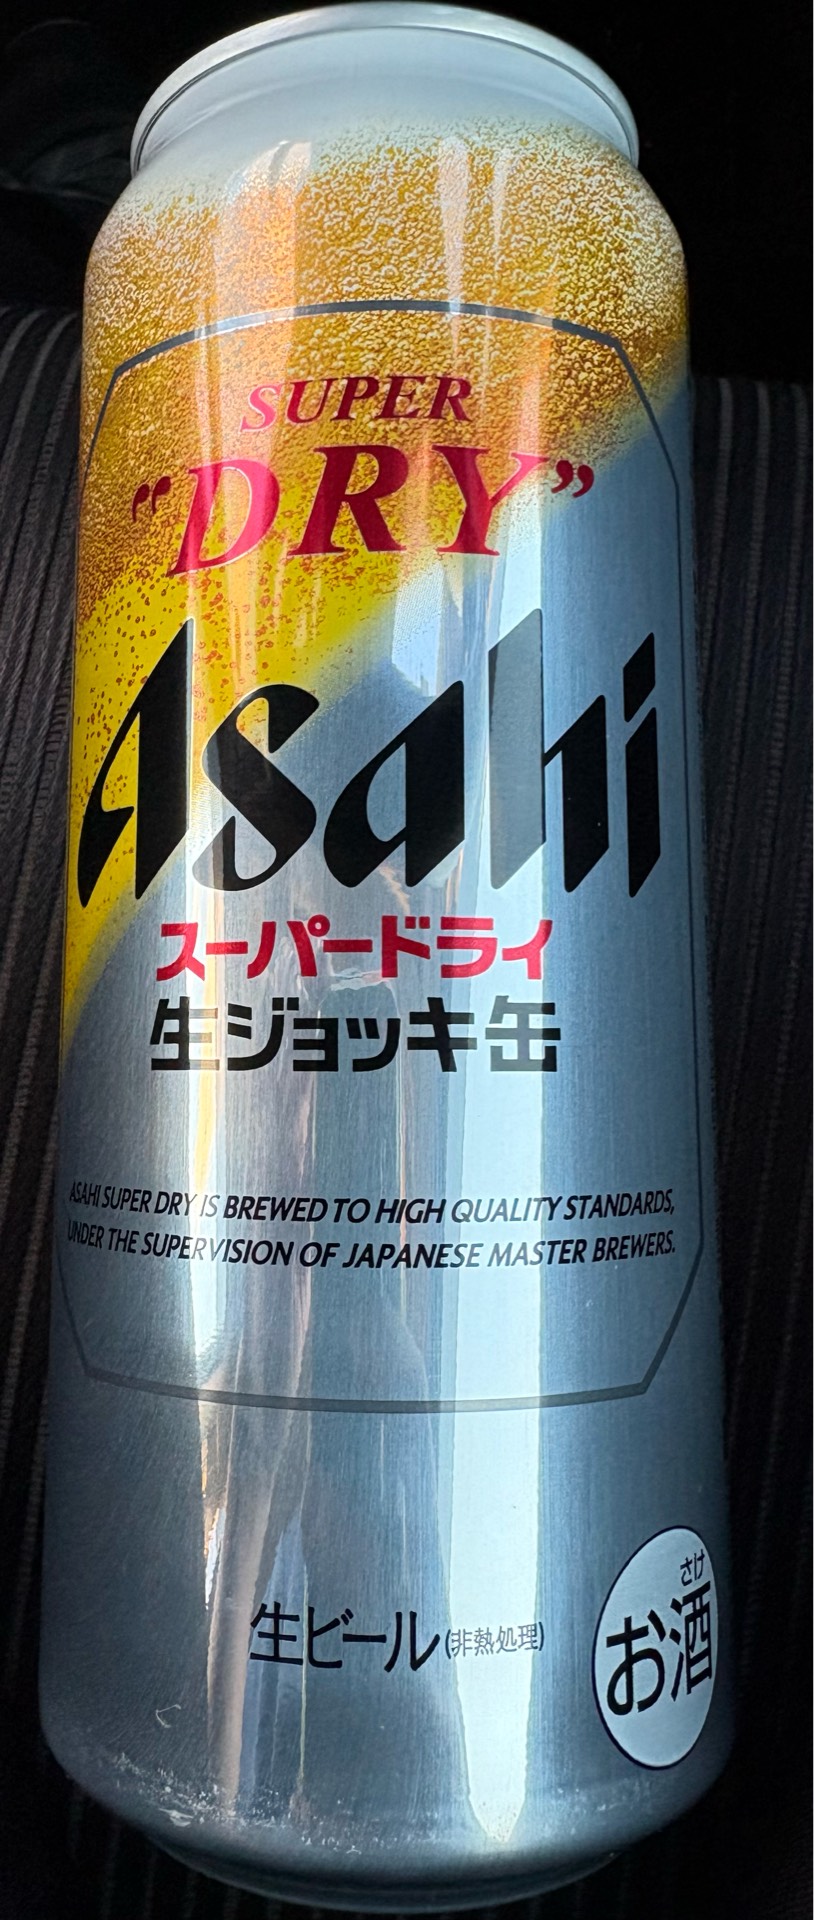 SUPER
“DRY”
Asahi
スーパードライ
生ジョッキ缶
ASAHI SUPER DRY IS BREWED TO HIGH QUALITY STANDARDS,
UNDER THE SUPERVISION OF JAPANESE MASTER BREWERS.
生ビール(非熱処理)
さけ
お酒